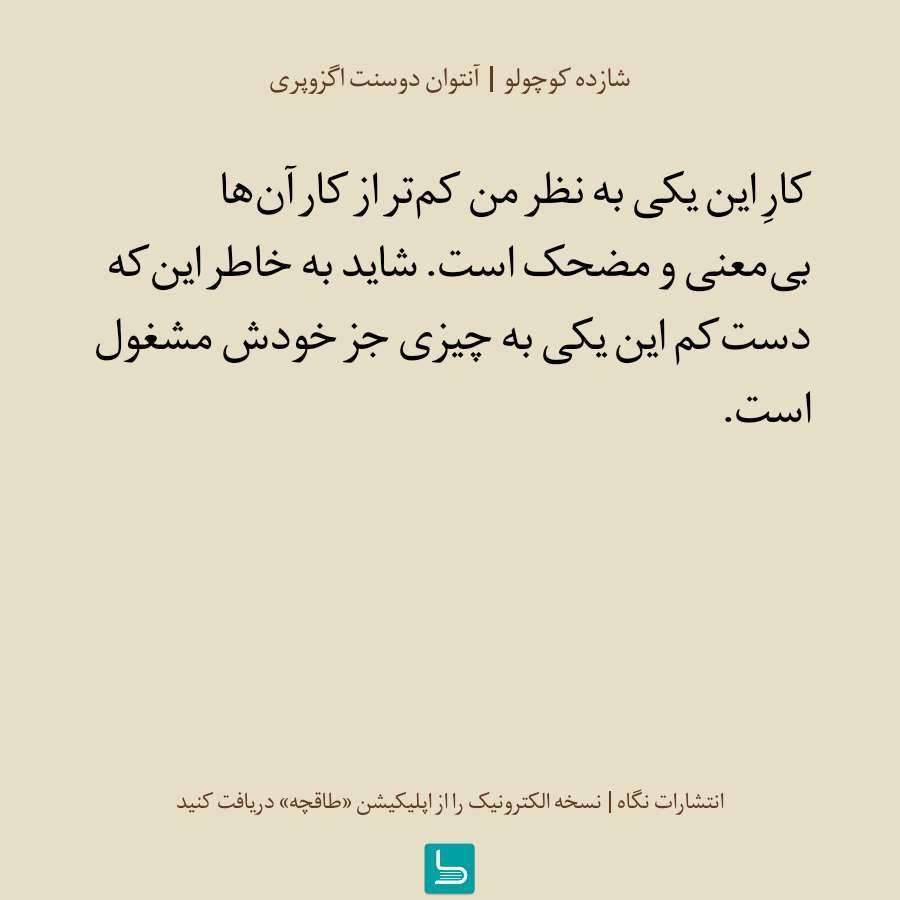 شازده کوچولو | آنتوان دوسنت اگزوپری
کارِ این یکی به نظر من کم‌تر از کار آن‌ها
بی‌معنی و مضحک است. شاید به خاطر این‌که
دست‌کم این یکی به چیزی جز خودش مشغول
است.
انتشارات نگاه | نسخه الکترونیک را از اپلیکیشن «طاقچه» دریافت کنید